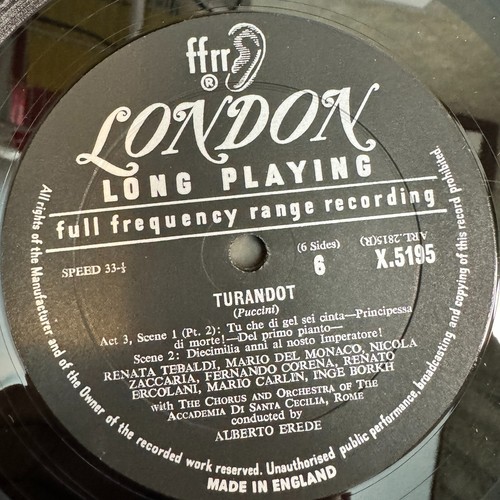 ffrr
®
LONDON
LONG PLAYING
full frequency range recording
(6 Sides)
ARL.2815(R)
SPEED 33-⅓
6
X.5195
TURANDOT
(Puccini)
Act 3, Scene 1 (Pt. 2): Tu che di gel sei cinta—Principessa
di morte!—Del primo pianto—
Scene 2: Diecimilia anni al nosto Imperatore!
RENATA TEBALDI, MARIO DEL MONACO, NICOLA
ZACCARIA, FERNANDO CORENA, RENATO
ERCOLANI, MARIO CARLIN, INGE BORKH
with THE CHORUS AND ORCHESTRA OF THE
ACCADEMIA DI SANTA CECILIA, ROME
conducted by
ALBERTO EREDE
All rights of the Manufacturer and of the Owner of the recorded work reserved. Unauthorised public performance, broadcasting and copying of this record prohibited.
MADE IN ENGLAND